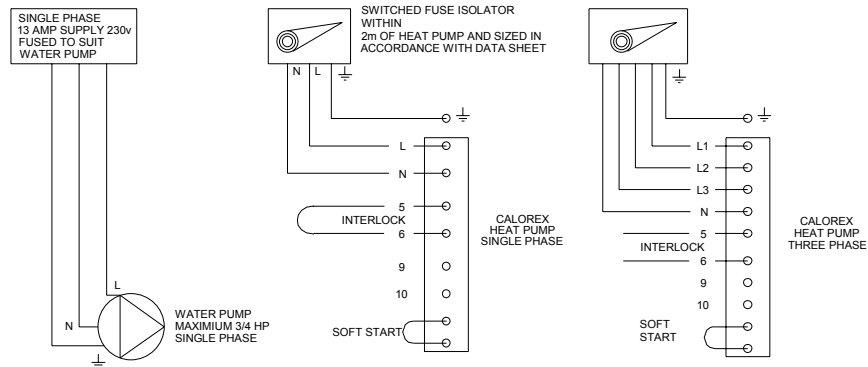 SINGLE PHASE
13 AMP SUPPLY 230v
FUSED TO SUIT
WATER PUMP
L
N
WATER PUMP
MAXIMIUM 3/4 HP
SINGLE PHASE
SWITCHED FUSE ISOLATOR
WITHIN
2m OF HEAT PUMP AND SIZED IN
ACCORDANCE WITH DATA SHEET
N L
L
N
5
INTERLOCK
6
9
10
SOFT START
CALOREX
HEAT PUMP
SINGLE PHASE
L1
L2
L3
N
5
INTERLOCK
6
9
10
SOFT
START
CALOREX
HEAT PUMP
THREE PHASE